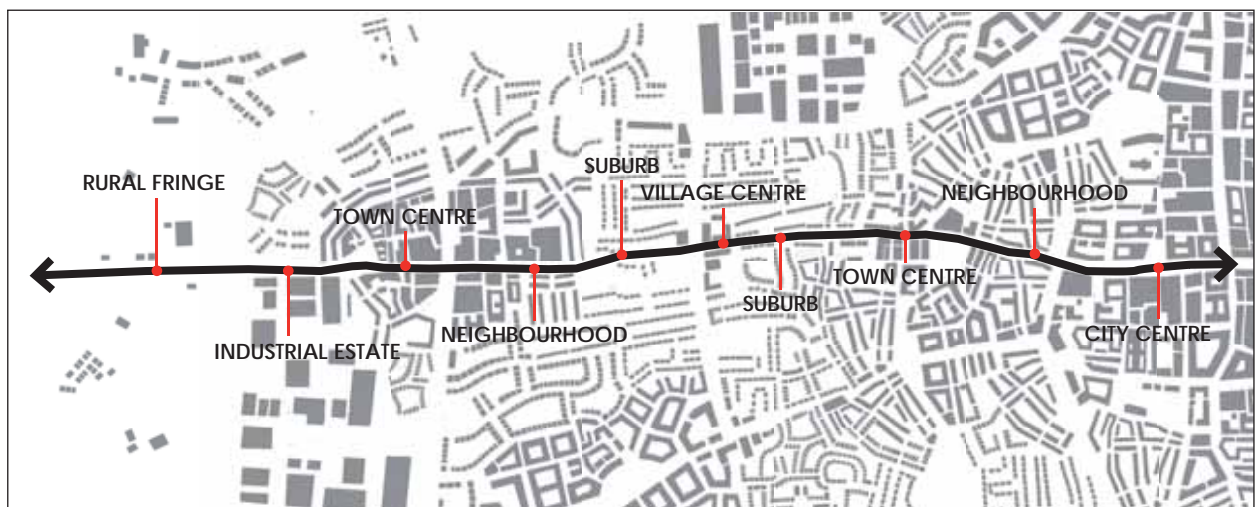 RURAL FRINGE
INDUSTRIAL ESTATE
TOWN CENTRE
NEIGHBOURHOOD
SUBURB
VILLAGE CENTRE
SUBURB
TOWN CENTRE
NEIGHBOURHOOD
CITY CENTRE